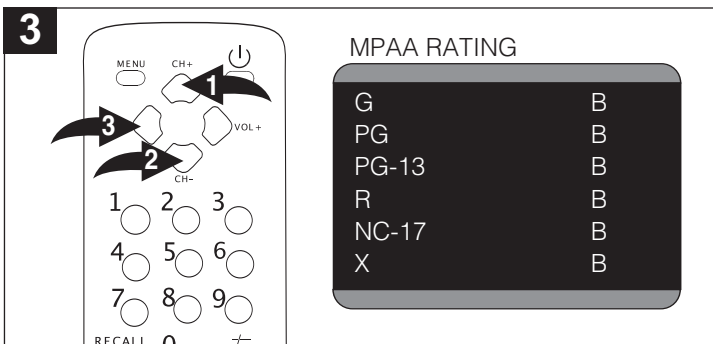 3
MENU CH+
1
3
VOL+
2
CH–
1 2 3
4 5 6
7 8 9
RECALL 0 -/--
MPAA RATING
G B
PG B
PG-13 B
R B
NC-17 B
X B